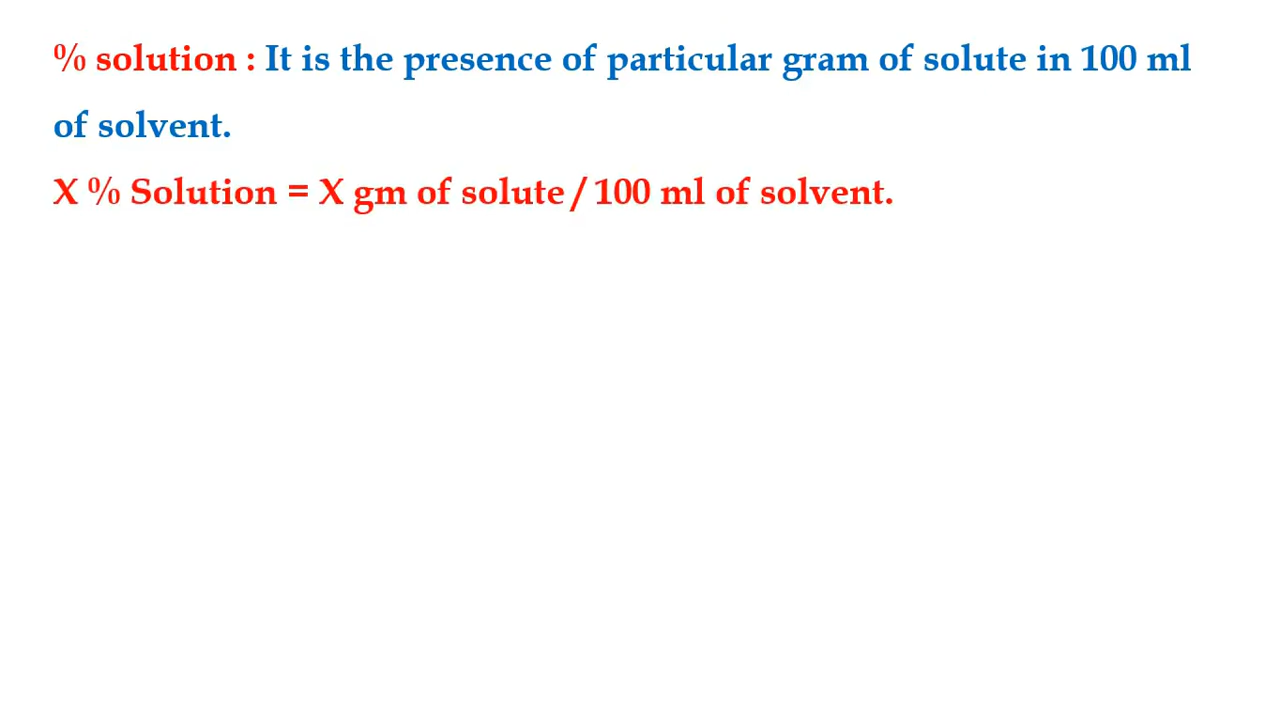 % solution : It is the presence of particular gram of solute in 100 ml
of solvent.
X % Solution = X gm of solute / 100 ml of solvent.